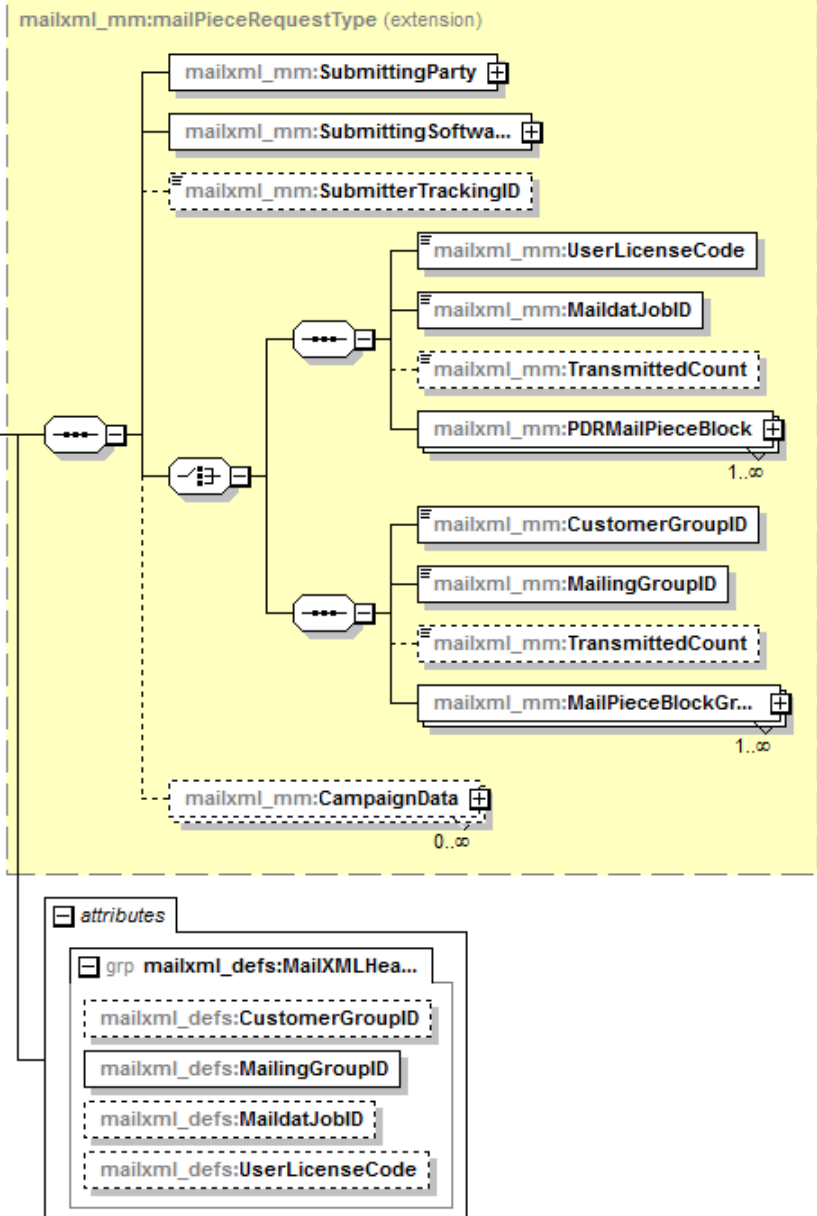 mailxml_mm:mailPieceRequestType (extension)
mailxml_mm:SubmittingParty
mailxml_mm:SubmittingSoftwa...
mailxml_mm:SubmitterTrackingID
mailxml_mm:UserLicenseCode
mailxml_mm:MaildatJobID
mailxml_mm:TransmittedCount
mailxml_mm:PDRMailPieceBlock
1..∞
mailxml_mm:CustomerGroupID
mailxml_mm:MailingGroupID
mailxml_mm:TransmittedCount
mailxml_mm:MailPieceBlockGr...
1..∞
mailxml_mm:CampaignData
0..∞
attributes
grp mailxml_defs:MailXMLHea...
mailxml_defs:CustomerGroupID
mailxml_defs:MailingGroupID
mailxml_defs:MaildatJobID
mailxml_defs:UserLicenseCode